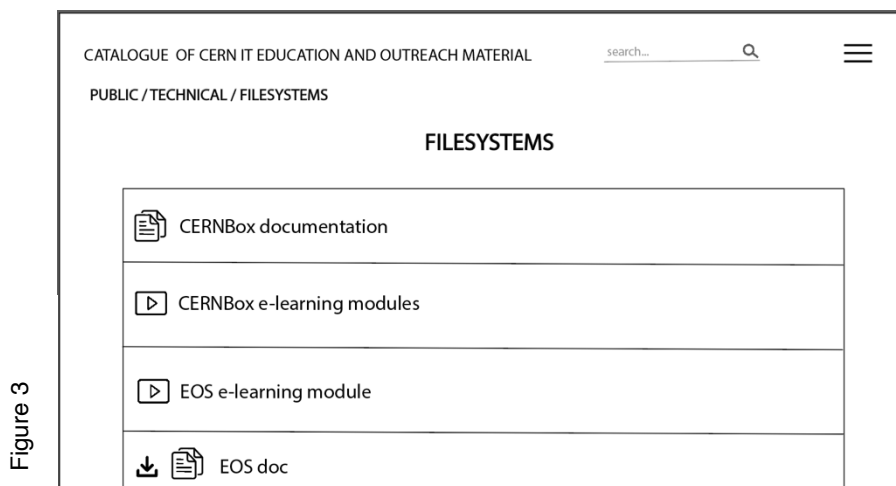 CATALOGUE OF CERN IT EDUCATION AND OUTREACH MATERIAL
search...
PUBLIC / TECHNICAL / FILESYSTEMS
FILESYSTEMS
CERNBox documentation
CERNBox e-learning modules
EOS e-learning module
EOS doc
Figure 3